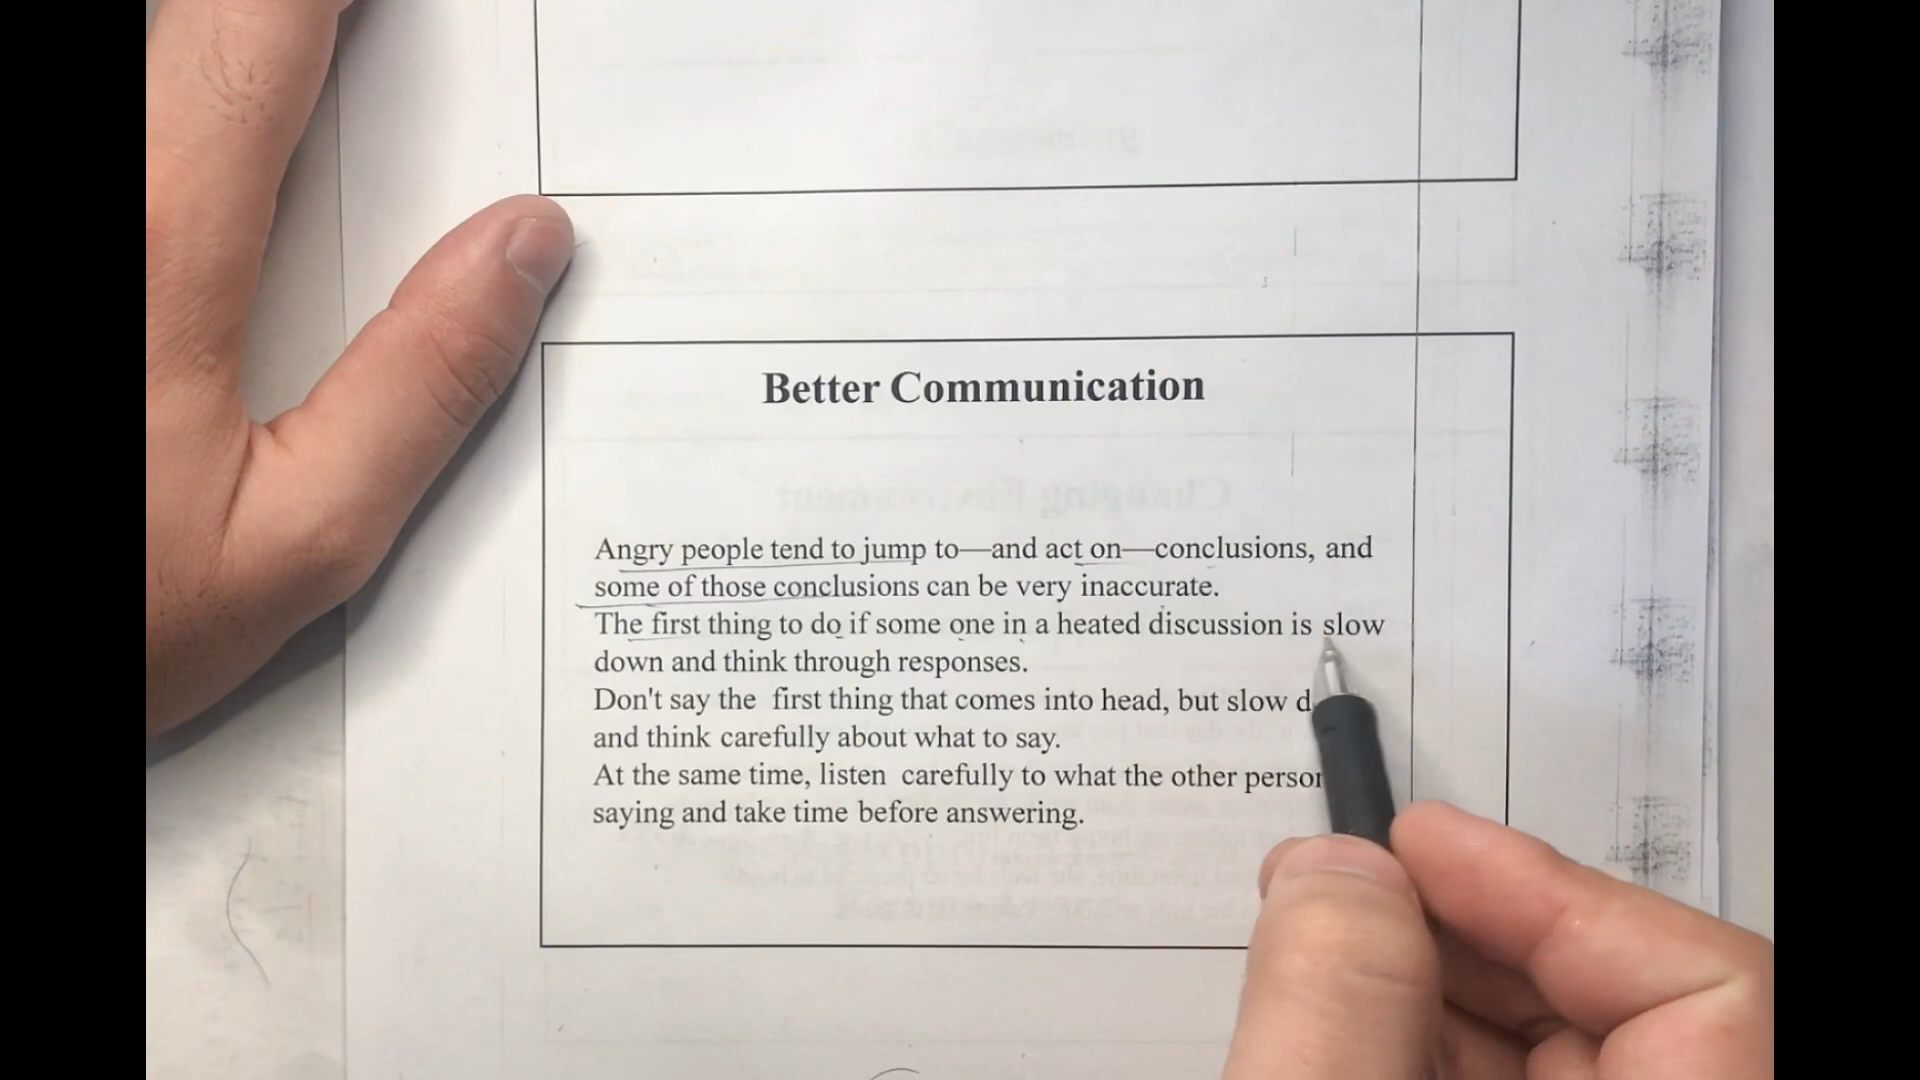 Better Communication
Angry people tend to jump to—and act on—conclusions, and
some of those conclusions can be very inaccurate.
The first thing to do if some one in a heated discussion is slow
down and think through responses.
Don't say the first thing that comes into head, but slow d
and think carefully about what to say.
At the same time, listen carefully to what the other person
saying and take time before answering.